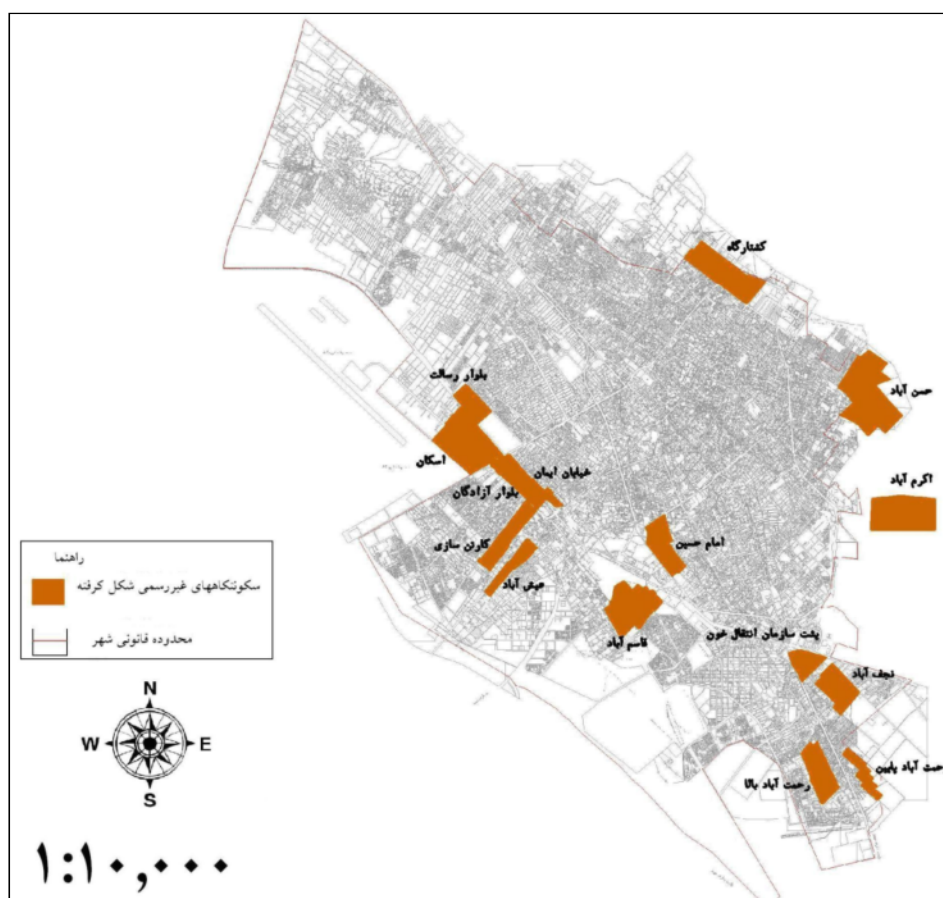 کشتارگاه
حسن آباد
بلوار رسالت
اکرم آباد
اسکان
خیابان ایمان
بلوار آزادگان
امام حسین
کارتن سازی
عیش آباد
قاسم آباد
پشت سازمان انتقال خون
نجف آباد
رحمت آباد بالا
حمت آباد پایین
راهنما
سکونتگاههای غیررسمی شکل گرفته
محدوده قانونی شهر
N
W
E
S
۱:۱۰,۰۰۰